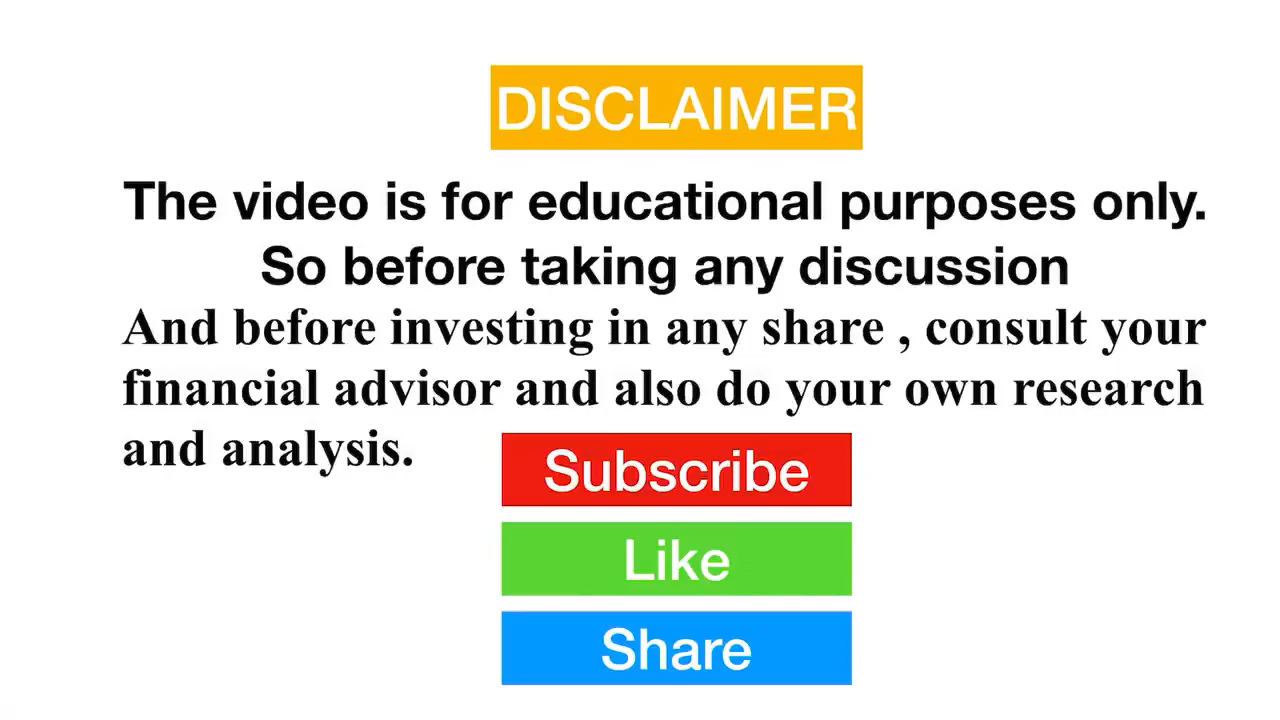 DISCLAIMER
The video is for educational purposes only.
So before taking any discussion
And before investing in any share , consult your
financial advisor and also do your own research
and analysis.
Subscribe
Like
Share